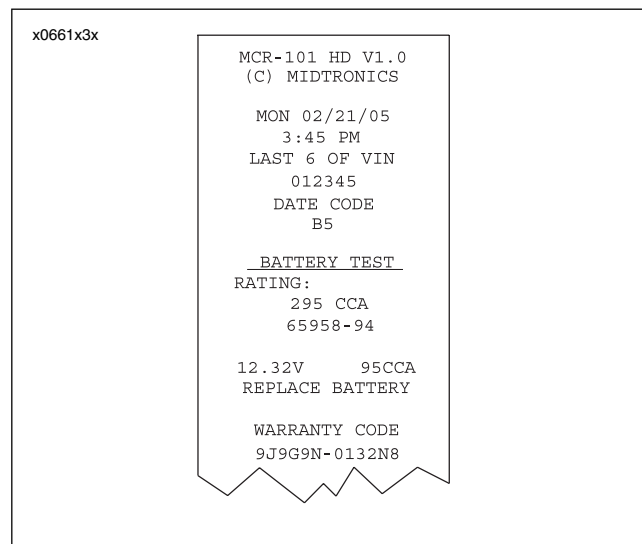 x0661x3x
MCR-101 HD V1.0
(C) MIDTRONICS
MON 02/21/05
3:45 PM
LAST 6 OF VIN
012345
DATE CODE
B5
BATTERY TEST
RATING:
295 CCA
65958-94
12.32V 95CCA
REPLACE BATTERY
WARRANTY CODE
9J9G9N-0132N8